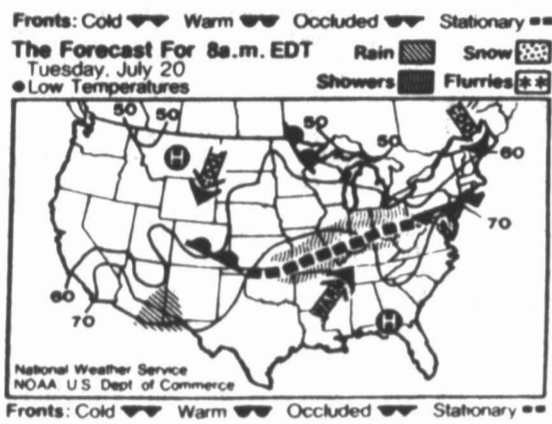 Fronts: Cold Warm Occluded Stationary
The Forecast For 8a.m. EDT Rain Snow
Tuesday, July 20
Low Temperatures Showers Flurries
50 50 50 50
H
60
70
60
70
H
National Weather Service
NOAA U S Dept of Commerce
Fronts: Cold Warm Occluded Stationary